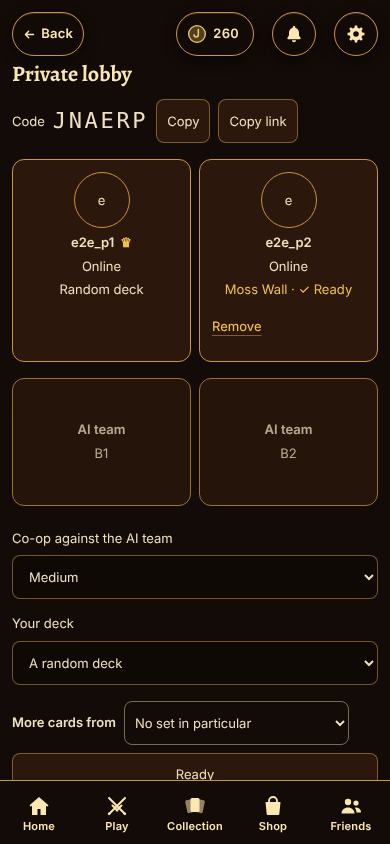 ← Back
J 260
Private lobby
Code JNAERP Copy Copy link
e
e2e_p1
Online
Random deck
e
e2e_p2
Online
Moss Wall · ✓ Ready
Remove
AI team
B1
AI team
B2
Co-op against the AI team
Medium
Your deck
A random deck
More cards from No set in particular
Ready
Home Play Collection Shop Friends